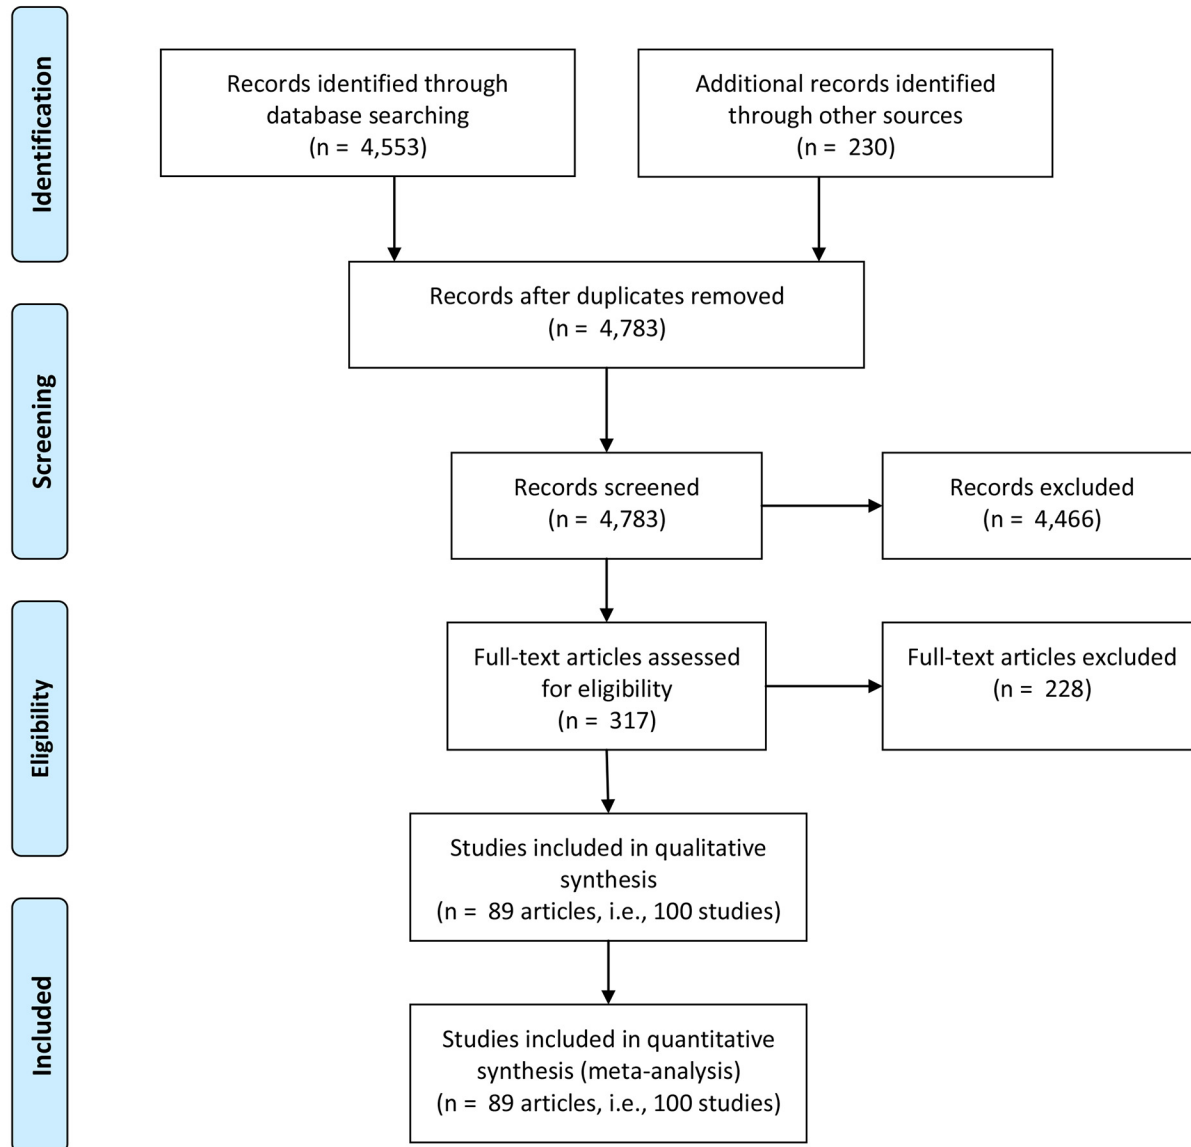 Identification
Records identified through
database searching
(n =  4,553)
Additional records identified
through other sources
(n =  230)
Records after duplicates removed
(n =  4,783)
Screening
Records screened
(n =  4,783)
Records excluded
(n =  4,466)
Eligibility
Full-text articles assessed
for eligibility
(n =  317)
Full-text articles excluded
(n =  228)
Studies included in qualitative
synthesis
(n =  89 articles, i.e., 100 studies)
Included
Studies included in quantitative
synthesis (meta-analysis)
(n =  89 articles, i.e., 100 studies)